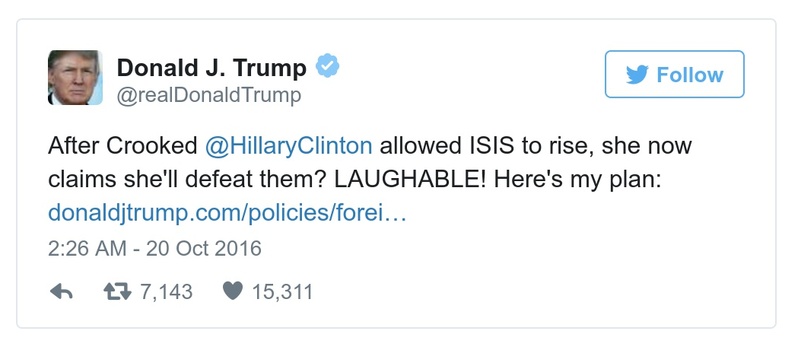 Donald J. Trump
Follow
@realDonaldTrump
After Crooked @HillaryClinton allowed ISIS to rise, she now
claims she'll defeat them? LAUGHABLE! Here's my plan:
donaldjtrump.com/policies/forei…
2:26 AM - 20 Oct 2016
7,143 15,311